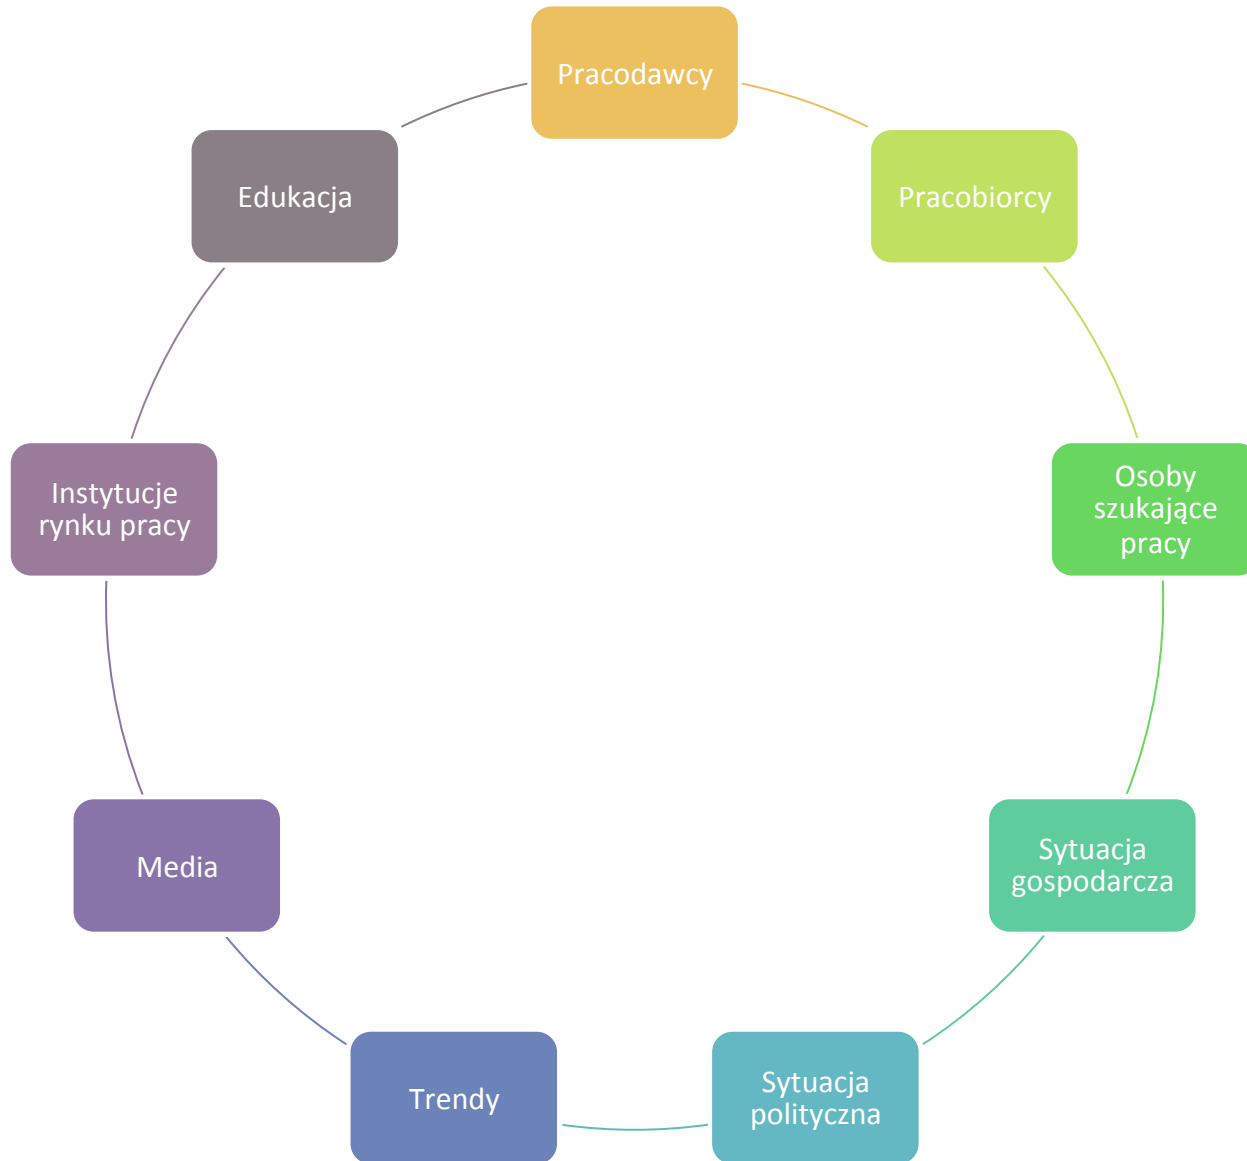 Pracodawcy
Pracobiorcy
Osoby
szukające
pracy
Sytuacja
gospodarcza
Sytuacja
polityczna
Trendy
Media
Instytucje
rynku pracy
Edukacja